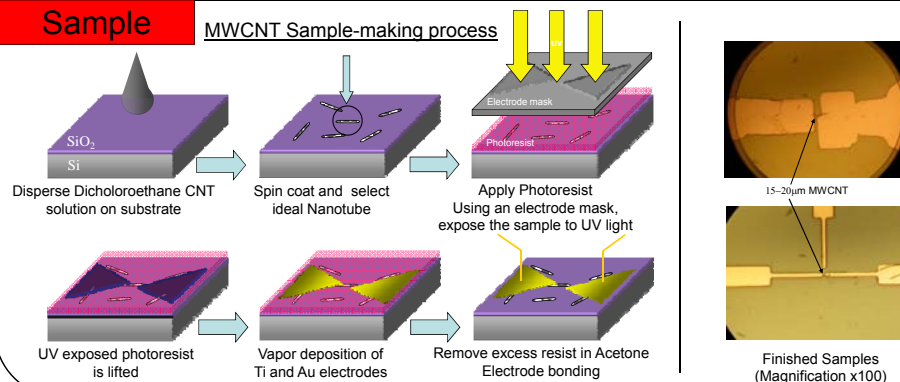 Sample
MWCNT Sample-making process
UV
Electrode mask
SiO₂
Si
Photoresist
Disperse Dicholoroethane CNT
solution on substrate
Spin coat and select
ideal Nanotube
Apply Photoresist
Using an electrode mask,
expose the sample to UV light
UV exposed photoresist
is lifted
Vapor deposition of
Ti and Au electrodes
Remove excess resist in Acetone
Electrode bonding
15–20μm MWCNT
Finished Samples
(Magnification x100)